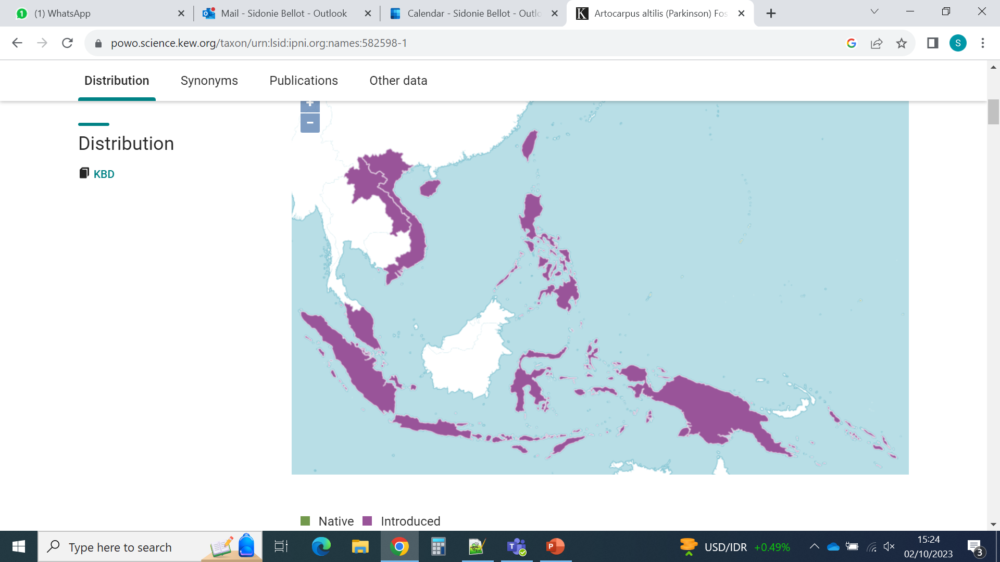 (1) WhatsApp
Mail - Sidonie Bellot - Outlook
Calendar - Sidonie Bellot - Outlo
K Artocarpus altilis (Parkinson) Fos
powo.science.kew.org/taxon/urn:lsid:ipni.org:names:582598-1
S
Distribution
Synonyms
Publications
Other data
+
−
Distribution
KBD
Native
Introduced
Type here to search
USD/IDR +0.49%
15:24
02/10/2023
3